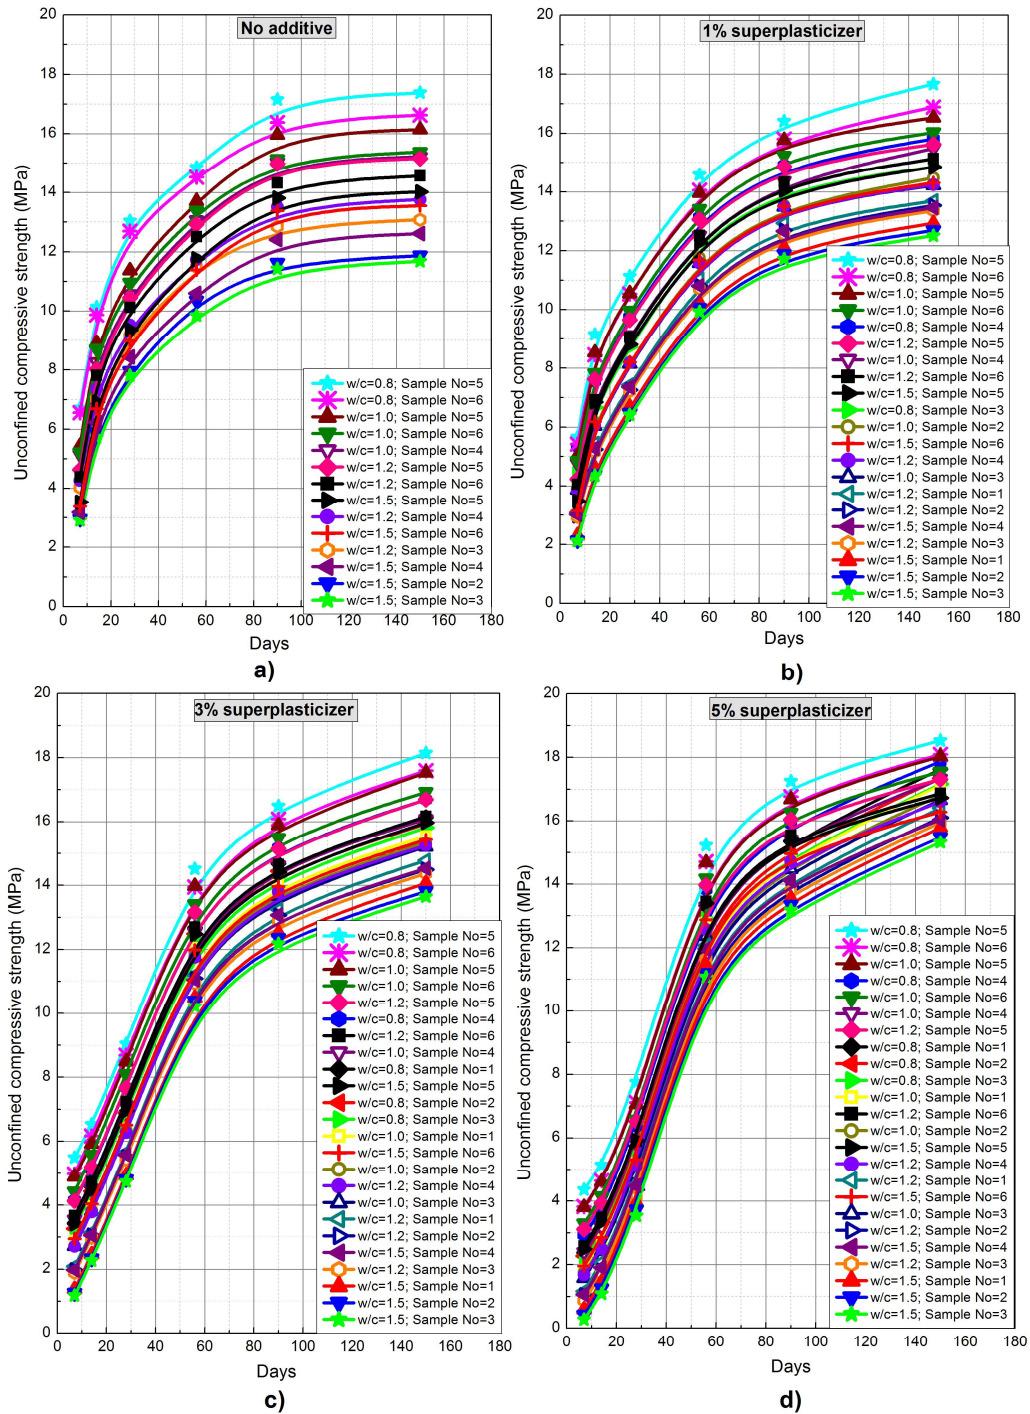 No additive
Unconfined compressive strength (MPa)
20
18
16
14
12
10
8
6
4
2
0
w/c=0.8; Sample No=5
w/c=0.8; Sample No=6
w/c=1.0; Sample No=5
w/c=1.0; Sample No=6
w/c=1.0; Sample No=4
w/c=1.2; Sample No=5
w/c=1.2; Sample No=6
w/c=1.5; Sample No=5
w/c=1.2; Sample No=4
w/c=1.5; Sample No=6
w/c=1.2; Sample No=3
w/c=1.5; Sample No=4
w/c=1.5; Sample No=2
w/c=1.5; Sample No=3
0 20 40 60 80 100 120 140 160 180
Days
a)
1% superplasticizer
Unconfined compressive strength (MPa)
20
18
16
14
12
10
8
6
4
2
0
w/c=0.8; Sample No=5
w/c=0.8; Sample No=6
w/c=1.0; Sample No=5
w/c=1.0; Sample No=6
w/c=0.8; Sample No=4
w/c=1.2; Sample No=5
w/c=1.0; Sample No=4
w/c=1.2; Sample No=6
w/c=1.5; Sample No=5
w/c=0.8; Sample No=3
w/c=1.0; Sample No=2
w/c=1.5; Sample No=6
w/c=1.2; Sample No=4
w/c=1.0; Sample No=3
w/c=1.2; Sample No=1
w/c=1.2; Sample No=2
w/c=1.5; Sample No=4
w/c=1.2; Sample No=3
w/c=1.5; Sample No=1
w/c=1.5; Sample No=2
w/c=1.5; Sample No=3
0 20 40 60 80 100 120 140 160 180
Days
b)
3% superplasticizer
Unconfined compressive strength (MPa)
20
18
16
14
12
10
8
6
4
2
0
w/c=0.8; Sample No=5
w/c=0.8; Sample No=6
w/c=1.0; Sample No=5
w/c=1.0; Sample No=6
w/c=1.2; Sample No=5
w/c=0.8; Sample No=4
w/c=1.2; Sample No=6
w/c=1.0; Sample No=4
w/c=0.8; Sample No=1
w/c=1.5; Sample No=5
w/c=0.8; Sample No=2
w/c=0.8; Sample No=3
w/c=1.0; Sample No=1
w/c=1.5; Sample No=6
w/c=1.0; Sample No=2
w/c=1.2; Sample No=4
w/c=1.0; Sample No=3
w/c=1.2; Sample No=1
w/c=1.2; Sample No=2
w/c=1.5; Sample No=4
w/c=1.2; Sample No=3
w/c=1.5; Sample No=1
w/c=1.5; Sample No=2
w/c=1.5; Sample No=3
0 20 40 60 80 100 120 140 160 180
Days
c)
5% superplasticizer
Unconfined compressive strength (MPa)
20
18
16
14
12
10
8
6
4
2
0
w/c=0.8; Sample No=5
w/c=0.8; Sample No=6
w/c=1.0; Sample No=5
w/c=0.8; Sample No=4
w/c=1.0; Sample No=6
w/c=1.0; Sample No=4
w/c=1.2; Sample No=5
w/c=0.8; Sample No=1
w/c=0.8; Sample No=2
w/c=0.8; Sample No=3
w/c=1.0; Sample No=1
w/c=1.2; Sample No=6
w/c=1.0; Sample No=2
w/c=1.5; Sample No=5
w/c=1.2; Sample No=4
w/c=1.2; Sample No=1
w/c=1.5; Sample No=6
w/c=1.0; Sample No=3
w/c=1.2; Sample No=2
w/c=1.5; Sample No=4
w/c=1.2; Sample No=3
w/c=1.5; Sample No=1
w/c=1.5; Sample No=2
w/c=1.5; Sample No=3
0 20 40 60 80 100 120 140 160 180
Days
d)